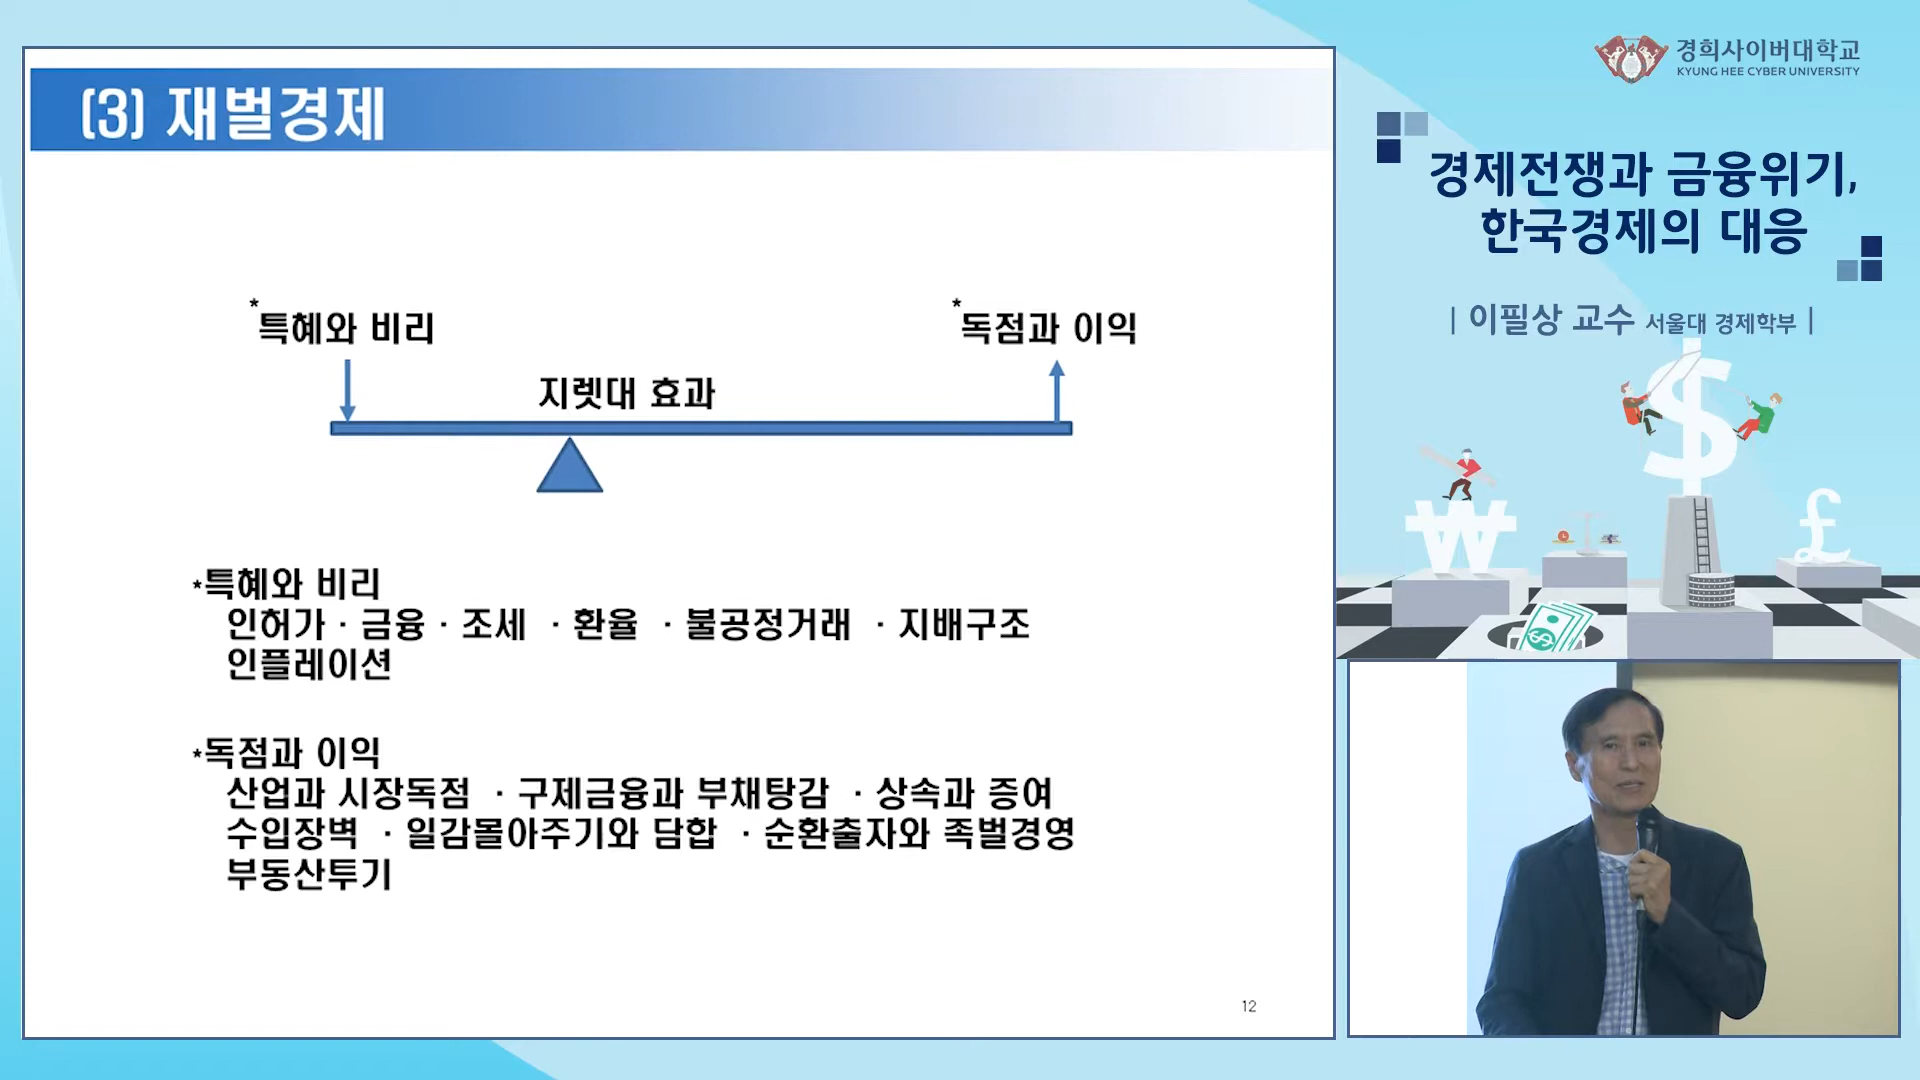 (3) 재벌경제
*특혜와 비리
*독점과 이익
지렛대 효과
*특혜와 비리
인허가 · 금융 · 조세 · 환율 · 불공정거래 · 지배구조
인플레이션
*독점과 이익
산업과 시장독점 · 구제금융과 부채탕감 · 상속과 증여
수입장벽 · 일감몰아주기와 담합 · 순환출자와 족벌경영
부동산투기
12
경희사이버대학교
KYUNG HEE CYBER UNIVERSITY
경제전쟁과 금융위기,
한국경제의 대응
| 이필상 교수 서울대 경제학부 |